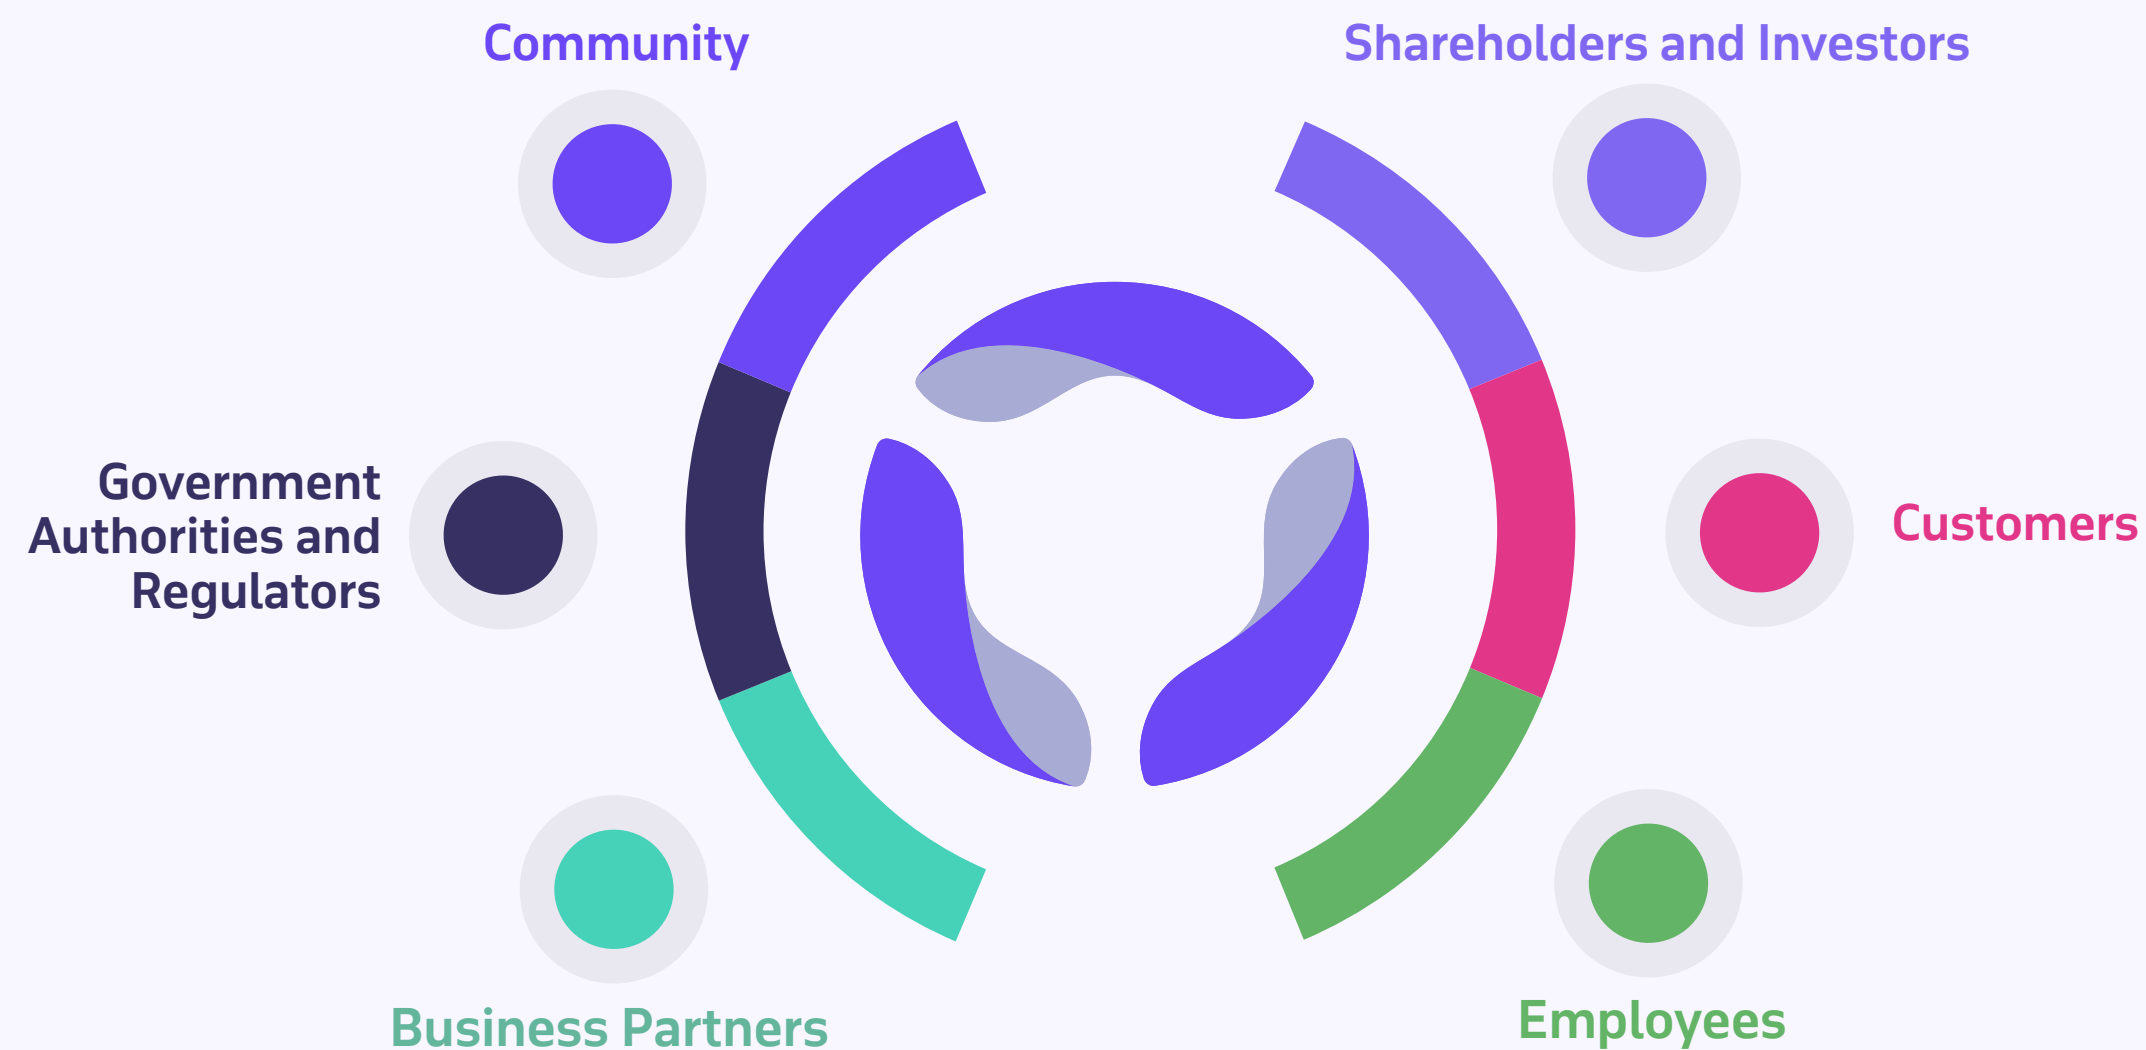 Community
Shareholders and Investors
Government
Authorities and
Regulators
Customers
Business Partners
Employees